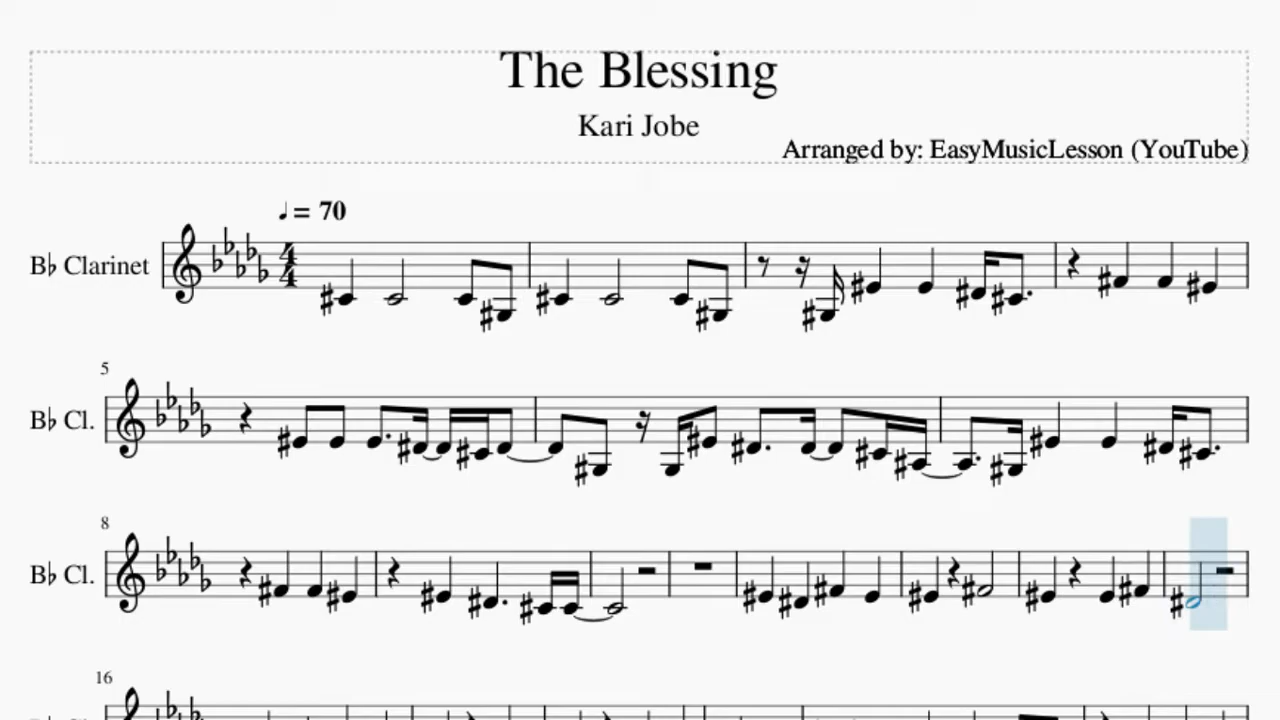 The Blessing
Kari Jobe
Arranged by: EasyMusicLesson (YouTube)
♩ = 70
B♭ Clarinet
4
4
5
B♭ Cl.
8
B♭ Cl.
16